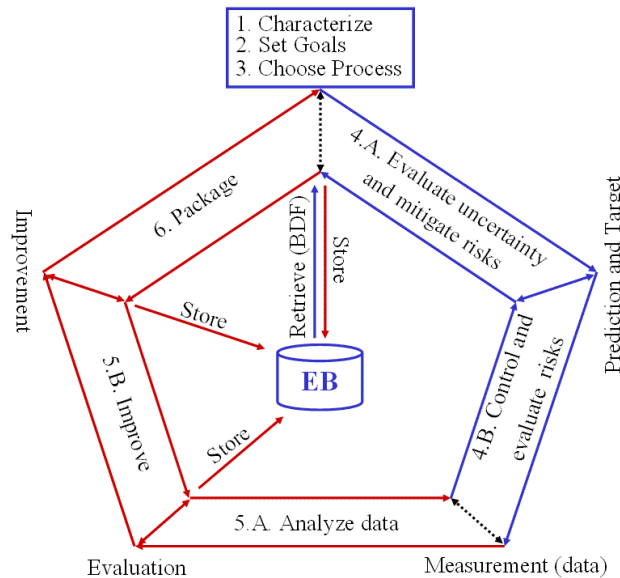 1. Characterize
2. Set Goals
3. Choose Process
4.A. Evaluate uncertainty
and mitigate risks
6. Package
Improvement
Retrieve (BDF)
Store
Prediction and Target
Store
EB
4.B. Control and
evaluate risks
5.B. Improve
Store
5.A. Analyze data
Evaluation
Measurement (data)